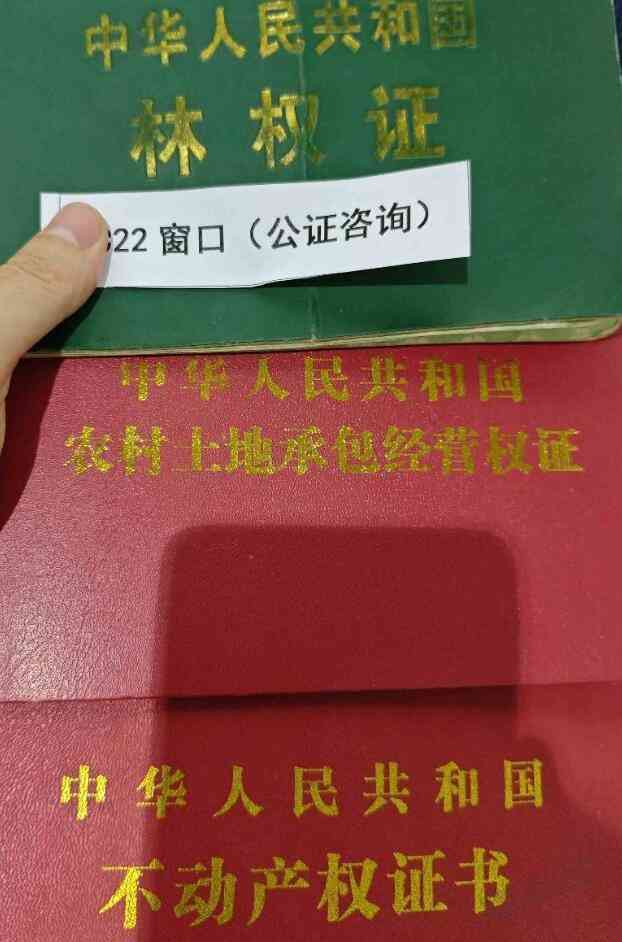 中华人民共和国
林权证
22 窗口（公证咨询）
中华人民共和国
农村土地承包经营权证
中华人民共和国
不动产权证书